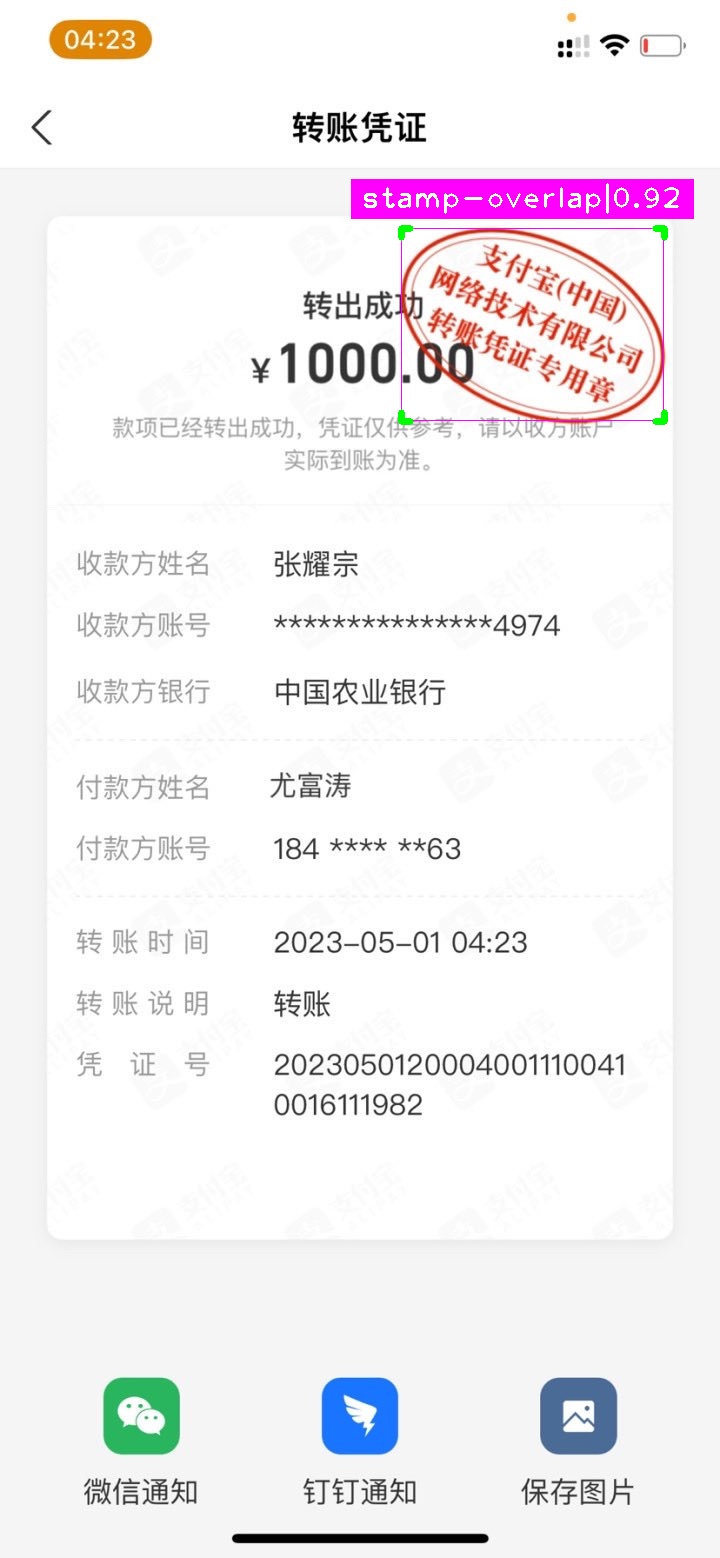 04:23
转账凭证
stamp-overlap|0.92
支付宝(中国)
网络技术有限公司
转账凭证专用章
转出成功
¥1000.00
款项已经转出成功，凭证仅供参考，请以收方账户
实际到账为准。
收款方姓名 张耀宗
收款方账号 ***************4974
收款方银行 中国农业银行
付款方姓名 尤富涛
付款方账号 184 **** **63
转账时间 2023-05-01 04:23
转账说明 转账
凭证号 2023050120004001110041
0016111982
微信通知 钉钉通知 保存图片
支付宝